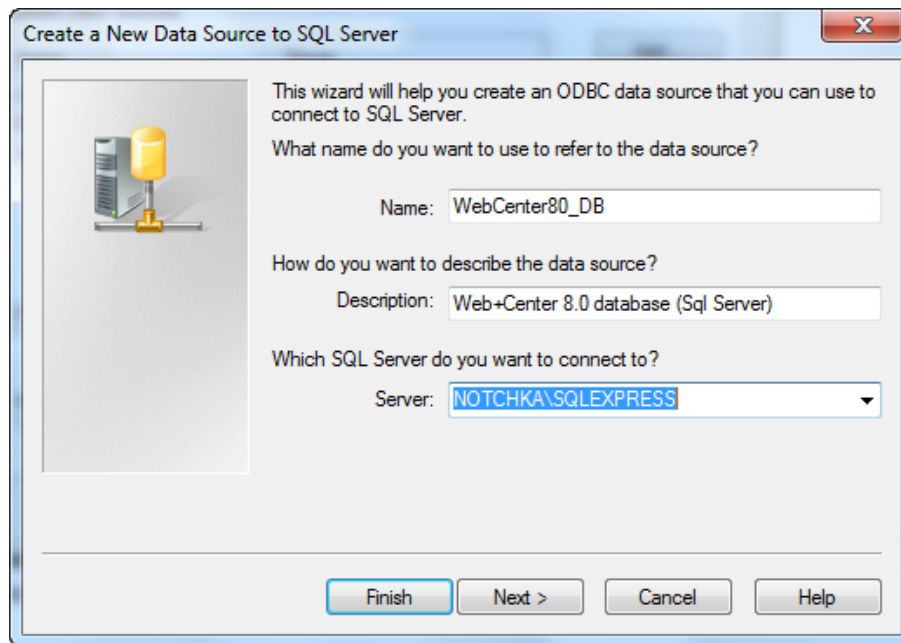 Create a New Data Source to SQL Server
This wizard will help you create an ODBC data source that you can use to
connect to SQL Server.
What name do you want to use to refer to the data source?
Name: WebCenter80_DB
How do you want to describe the data source?
Description: Web+Center 8.0 database (Sql Server)
Which SQL Server do you want to connect to?
Server: NOTCHKA\SQLEXPRESS
Finish Next > Cancel Help